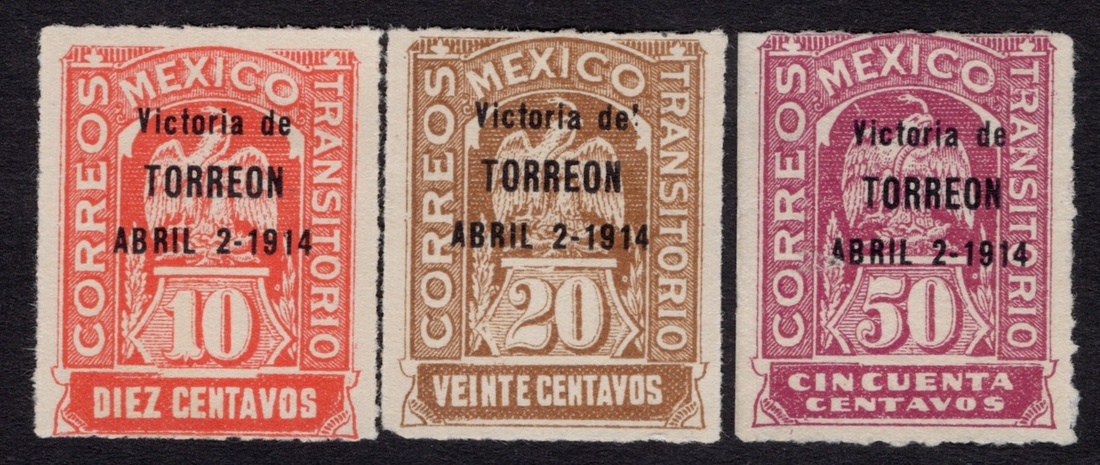 CORREOS
MEXICO
TRANSITORIO
Victoria de
TORREON
ABRIL 2-1914
10
DIEZ CENTAVOS
CORREOS
MEXICO
TRANSITORIO
Victoria de!
TORREON
ABRIL 2-1914
20
VEINTE CENTAVOS
CORREOS
MEXICO
TRANSITORIO
Victoria de
TORREON
ABRIL 2-1914
50
CINCUENTA
CENTAVOS